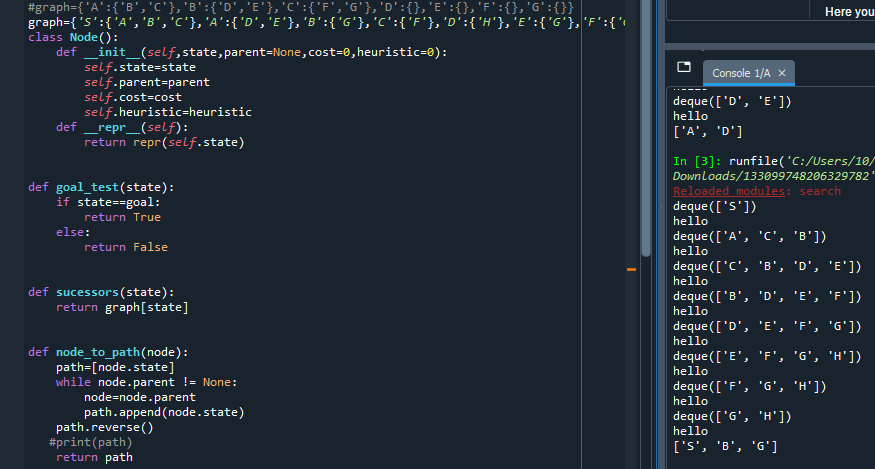 #graph={'A':{'B','C'},'B':{'D','E'},'C':{'F','G'},'D':{},'E':{},'F':{},'G':{}}
graph={'S':{'A','B','C'},'A':{'D','E'},'B':{'G'},'C':{'F'},'D':{'H'},'E':{'G'},'F':{'
class Node():
    def __init__(self,state,parent=None,cost=0,heuristic=0):
        self.state=state
        self.parent=parent
        self.cost=cost
        self.heuristic=heuristic
    def __repr__(self):
        return repr(self.state)
def goal_test(state):
    if state==goal:
        return True
    else:
        return False
def sucessors(state):
    return graph[state]
def node_to_path(node):
    path=[node.state]
    while node.parent != None:
        node=node.parent
        path.append(node.state)
    path.reverse()
   #print(path)
    return path
Here you
Console 1/A ×
deque(['D', 'E'])
hello
['A', 'D']
In [3]: runfile('C:/Users/10/
Downloads/133099748206329782'
Reloaded modules: search
deque(['S'])
hello
deque(['A', 'C', 'B'])
hello
deque(['C', 'B', 'D', 'E'])
hello
deque(['B', 'D', 'E', 'F'])
hello
deque(['D', 'E', 'F', 'G'])
hello
deque(['E', 'F', 'G', 'H'])
hello
deque(['F', 'G', 'H'])
hello
deque(['G', 'H'])
hello
['S', 'B', 'G']